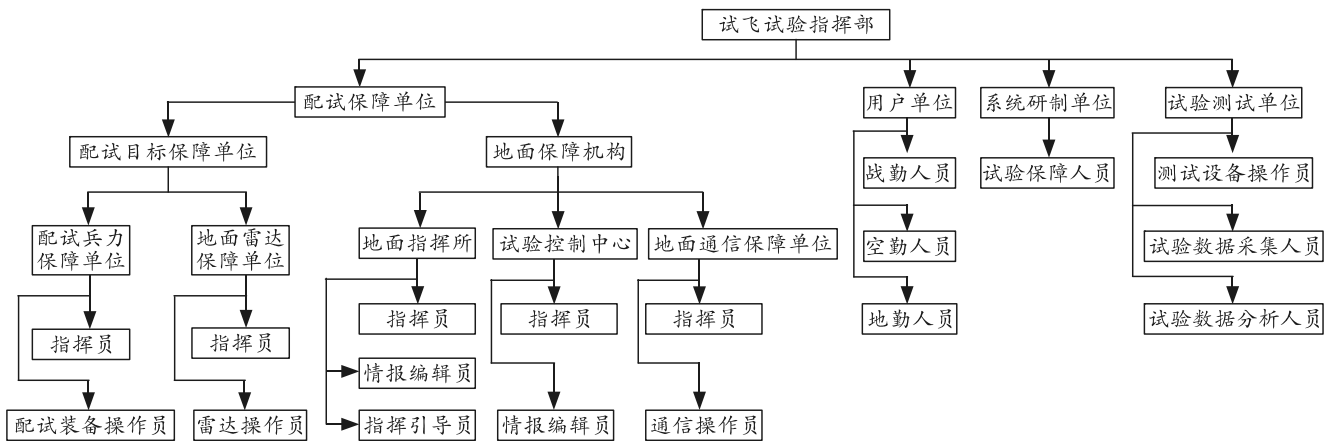 试飞试验指挥部
配试保障单位
用户单位
系统研制单位
试验测试单位
配试目标保障单位
地面保障机构
战勤人员
试验保障人员
测试设备操作员
配试兵力
保障单位
地面雷达
保障单位
地面指挥所
试验控制中心
地面通信保障单位
空勤人员
试验数据采集人员
指挥员
指挥员
指挥员
指挥员
指挥员
地勤人员
试验数据分析人员
情报编辑员
配试装备操作员
雷达操作员
指挥引导员
情报编辑员
通信操作员